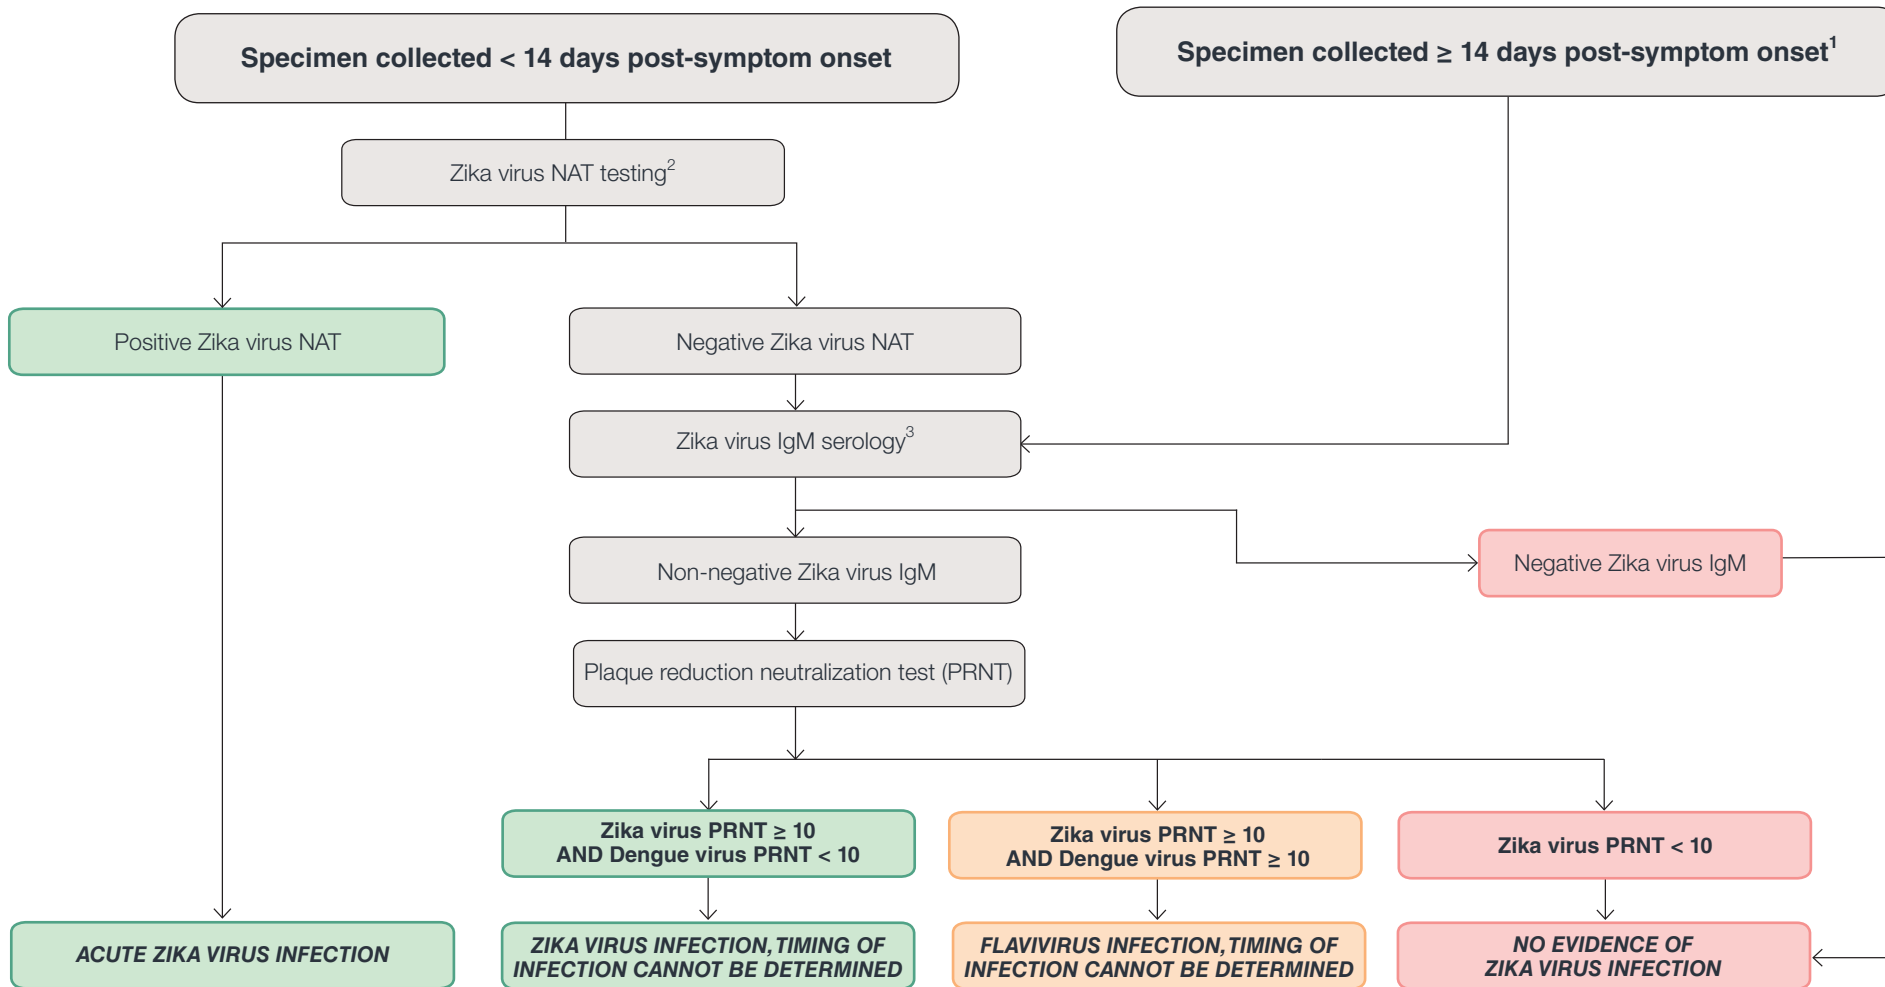 Specimen collected < 14 days post-symptom onset
Specimen collected ≥ 14 days post-symptom onset¹
Zika virus NAT testing²
Positive Zika virus NAT
Negative Zika virus NAT
Zika virus IgM serology³
Non-negative Zika virus IgM
Negative Zika virus IgM
Plaque reduction neutralization test (PRNT)
Zika virus PRNT ≥ 10
AND Dengue virus PRNT < 10
Zika virus PRNT ≥ 10
AND Dengue virus PRNT ≥ 10
Zika virus PRNT < 10
ACUTE ZIKA VIRUS INFECTION
ZIKA VIRUS INFECTION, TIMING OF
INFECTION CANNOT BE DETERMINED
FLAVIVIRUS INFECTION, TIMING OF
INFECTION CANNOT BE DETERMINED
NO EVIDENCE OF
ZIKA VIRUS INFECTION